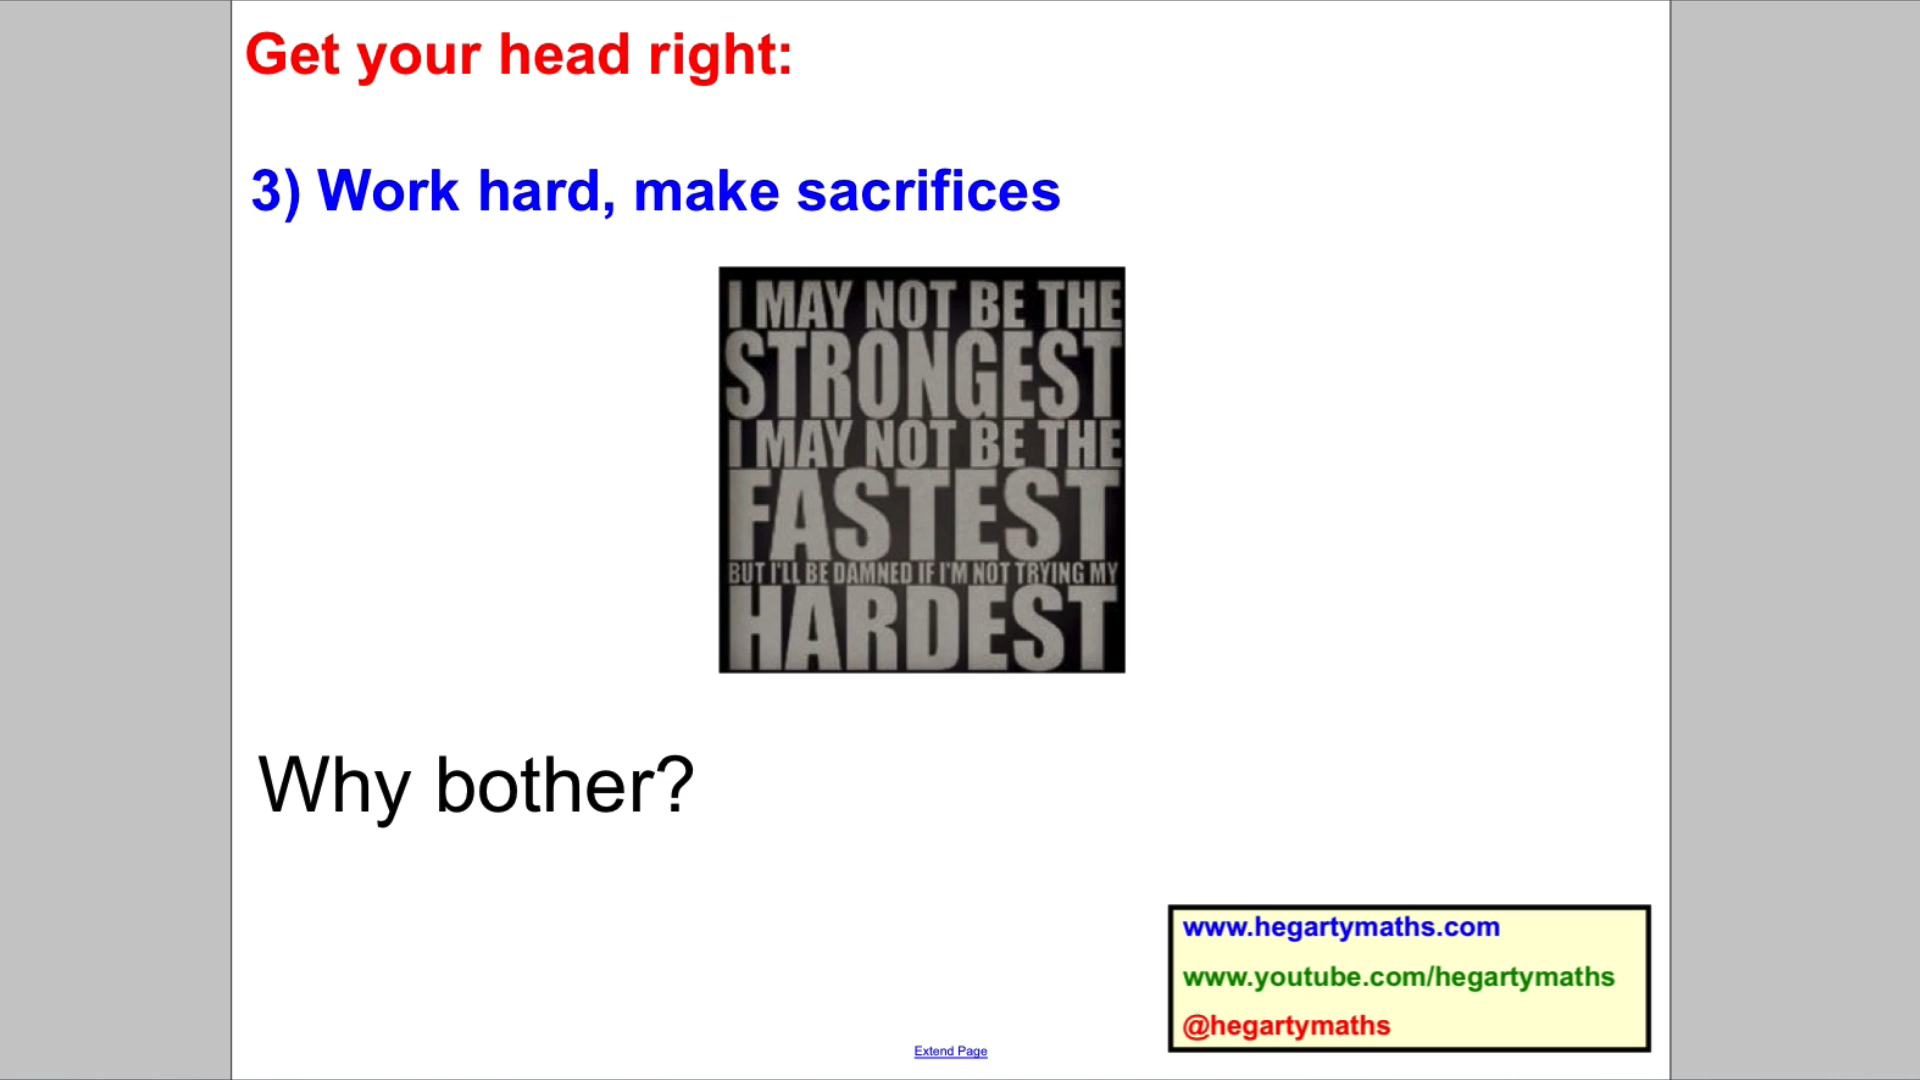 Get your head right:
3) Work hard, make sacrifices
I MAY NOT BE THE
STRONGEST
I MAY NOT BE THE
FASTEST
BUT I'LL BE DAMNED IF I'M NOT TRYING MY
HARDEST
Why bother?
www.hegartymaths.com
www.youtube.com/hegartymaths
@hegartymaths
Extend Page